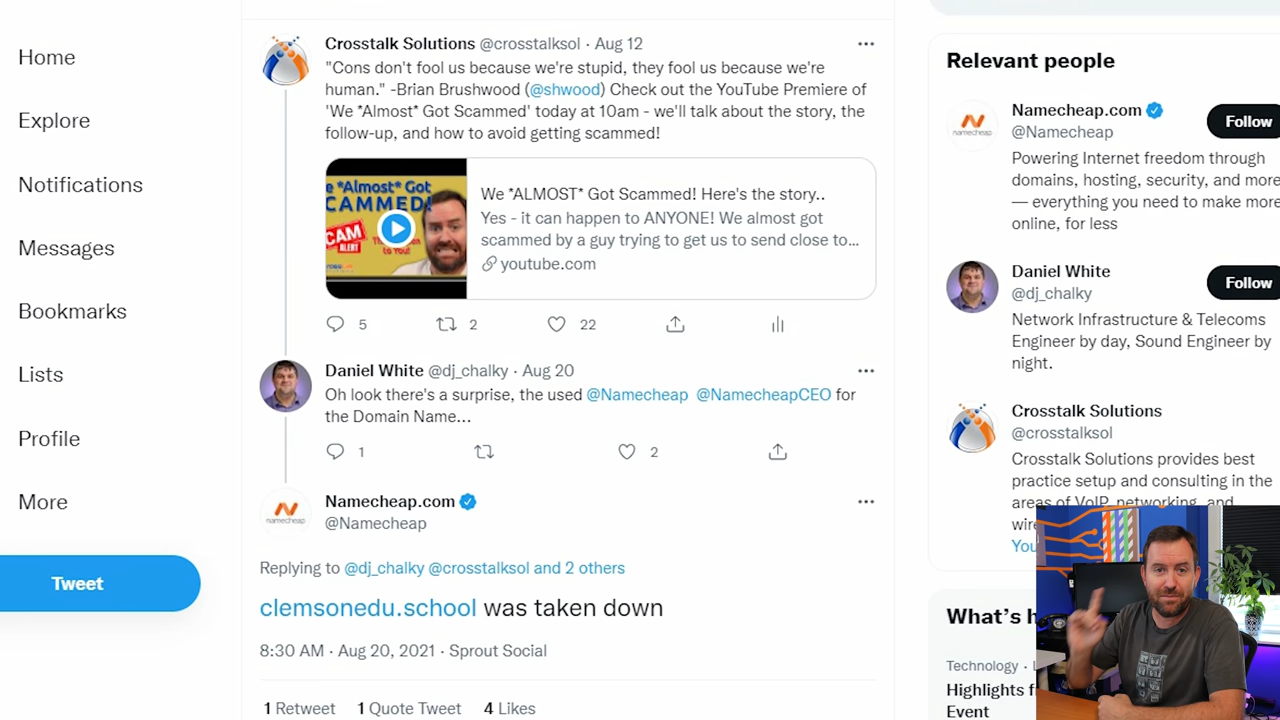 Home
Explore
Notifications
Messages
Bookmarks
Lists
Profile
More
Tweet
Crosstalk Solutions @crosstalksol · Aug 12
"Cons don't fool us because we're stupid, they fool us because we're
human." -Brian Brushwood (@shwood) Check out the YouTube Premiere of
'We *Almost* Got Scammed' today at 10am - we'll talk about the story, the
follow-up, and how to avoid getting scammed!
e *Almost* Got
CAMMED!
CAM
ALERT
to You!
We *ALMOST* Got Scammed! Here's the story..
Yes - it can happen to ANYONE! We almost got
scammed by a guy trying to get us to send close to...
youtube.com
5 2 22
Daniel White @dj_chalky · Aug 20
Oh look there's a surprise, the used @Namecheap @NamecheapCEO for
the Domain Name...
1 2
namecheap
Namecheap.com
@Namecheap
Replying to @dj_chalky @crosstalksol and 2 others
clemsonedu.school was taken down
8:30 AM · Aug 20, 2021 · Sprout Social
1 Retweet 1 Quote Tweet 4 Likes
Relevant people
namecheap
Namecheap.com
@Namecheap
Follow
Powering Internet freedom through
domains, hosting, security, and more
— everything you need to make more
online, for less
Daniel White
@dj_chalky
Follow
Network Infrastructure & Telecoms
Engineer by day, Sound Engineer by
night.
Crosstalk Solutions
@crosstalksol
Crosstalk Solutions provides best
practice setup and consulting in the
areas of VoIP, networking, and
wire
You
What's h
Technology · L
Highlights f
Event